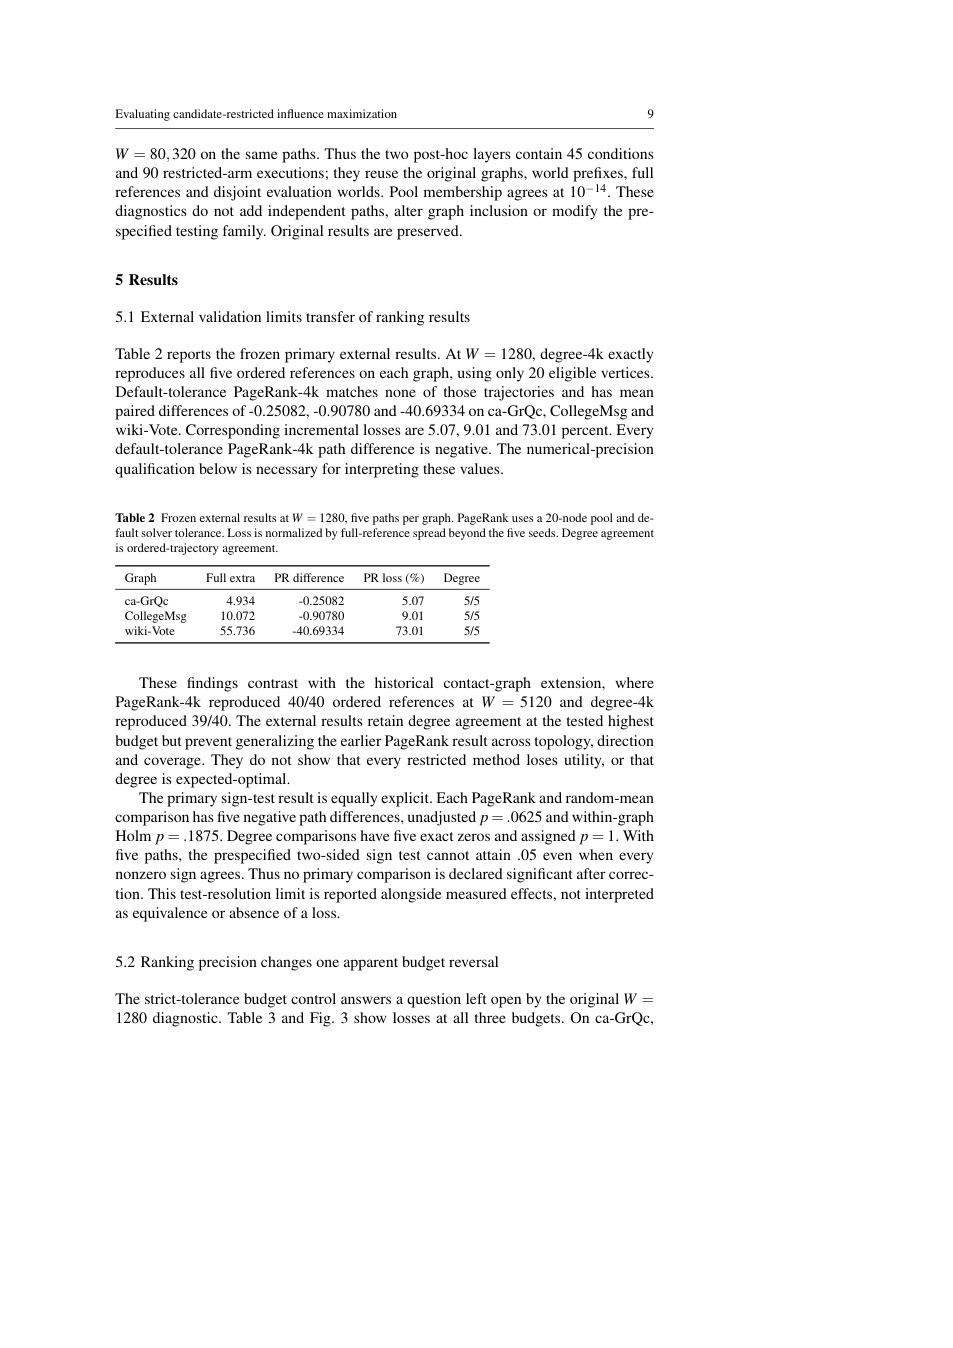 Evaluating candidate-restricted influence maximization 9
W = 80,320 on the same paths. Thus the two post-hoc layers contain 45 conditions
and 90 restricted-arm executions; they reuse the original graphs, world prefixes, full
references and disjoint evaluation worlds. Pool membership agrees at 10⁻¹⁴. These
diagnostics do not add independent paths, alter graph inclusion or modify the pre-
specified testing family. Original results are preserved.
5 Results
5.1 External validation limits transfer of ranking results
Table 2 reports the frozen primary external results. At W = 1280, degree-4k exactly
reproduces all five ordered references on each graph, using only 20 eligible vertices.
Default-tolerance PageRank-4k matches none of those trajectories and has mean
paired differences of -0.25082, -0.90780 and -40.69334 on ca-GrQc, CollegeMsg and
wiki-Vote. Corresponding incremental losses are 5.07, 9.01 and 73.01 percent. Every
default-tolerance PageRank-4k path difference is negative. The numerical-precision
qualification below is necessary for interpreting these values.
Table 2 Frozen external results at W = 1280, five paths per graph. PageRank uses a 20-node pool and de-
fault solver tolerance. Loss is normalized by full-reference spread beyond the five seeds. Degree agreement
is ordered-trajectory agreement.
Graph Full extra PR difference PR loss (%) Degree
ca-GrQc 4.934 -0.25082 5.07 5/5
CollegeMsg 10.072 -0.90780 9.01 5/5
wiki-Vote 55.736 -40.69334 73.01 5/5
These findings contrast with the historical contact-graph extension, where
PageRank-4k reproduced 40/40 ordered references at W = 5120 and degree-4k
reproduced 39/40. The external results retain degree agreement at the tested highest
budget but prevent generalizing the earlier PageRank result across topology, direction
and coverage. They do not show that every restricted method loses utility, or that
degree is expected-optimal.
The primary sign-test result is equally explicit. Each PageRank and random-mean
comparison has five negative path differences, unadjusted p = .0625 and within-graph
Holm p = .1875. Degree comparisons have five exact zeros and assigned p = 1. With
five paths, the prespecified two-sided sign test cannot attain .05 even when every
nonzero sign agrees. Thus no primary comparison is declared significant after correc-
tion. This test-resolution limit is reported alongside measured effects, not interpreted
as equivalence or absence of a loss.
5.2 Ranking precision changes one apparent budget reversal
The strict-tolerance budget control answers a question left open by the original W =
1280 diagnostic. Table 3 and Fig. 3 show losses at all three budgets. On ca-GrQc,